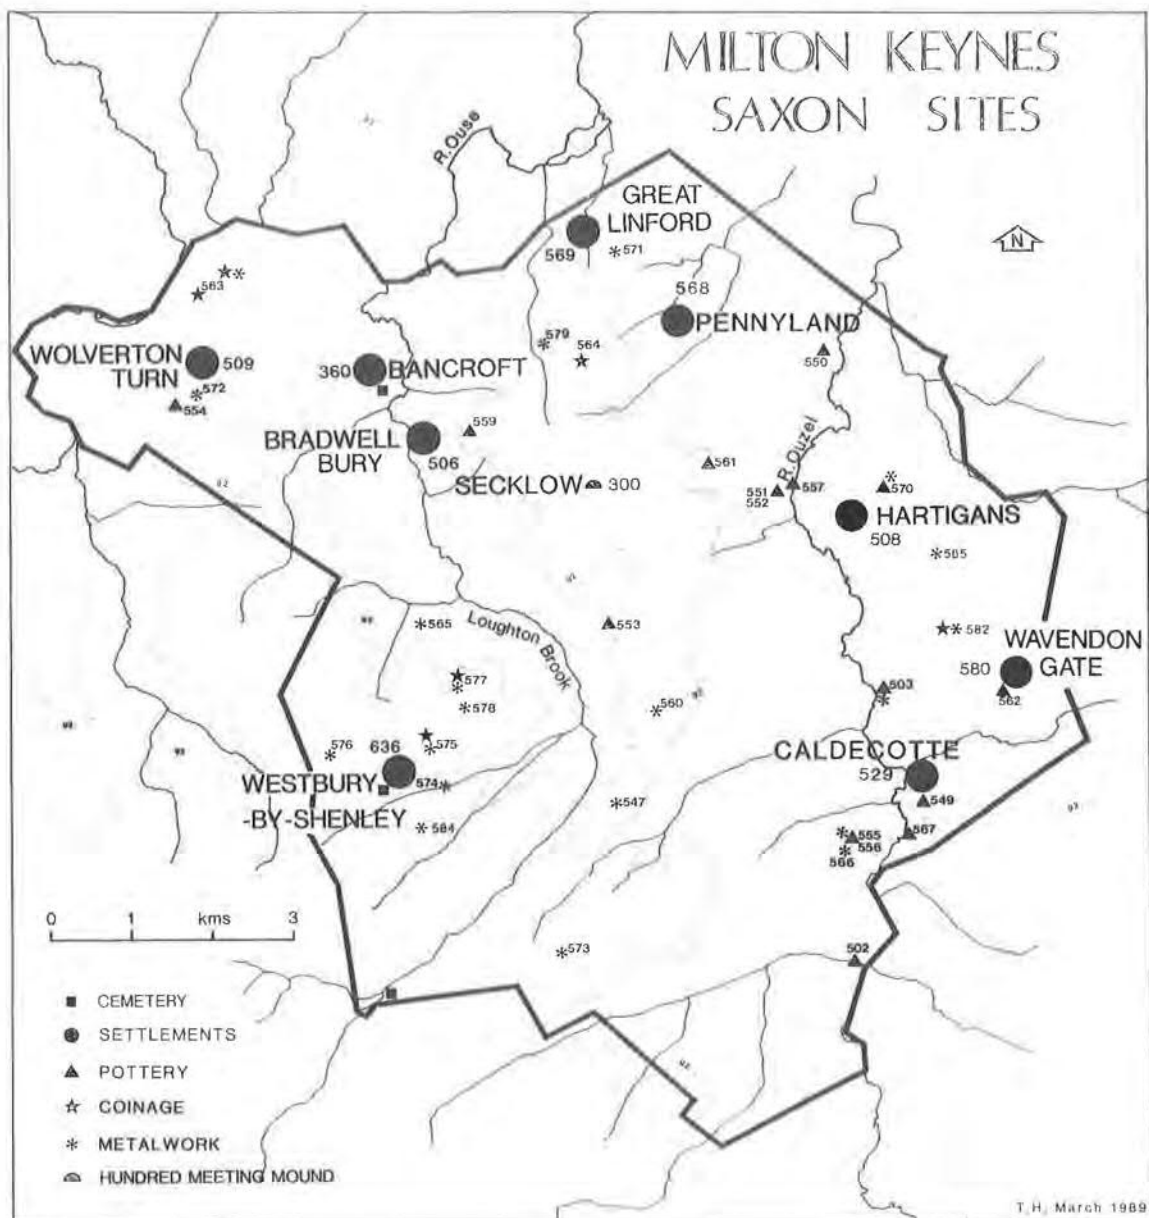 MILTON KEYNES
SAXON SITES
R. Ouse
GREAT
LINFORD
569
571
N
563
568
PENNYLAND
579
564
550
WOLVERTON
TURN
509
572
554
360
BANCROFT
BRADWELL
BURY
506
559
SECKLOW
300
561
R. Ouzel
551
552
557
570
HARTIGANS
508
505
565
Loughton
Brook
553
582
WAVENDON
GATE
580
562
577
578
560
503
576
636
575
CALDECOTTE
529
WESTBURY
574
-BY-SHENLEY
584
547
549
555
556
566
567
0 1 kms 3
573
502
CEMETERY
SETTLEMENTS
POTTERY
COINAGE
METALWORK
HUNDRED MEETING MOUND
T.H. March 1989